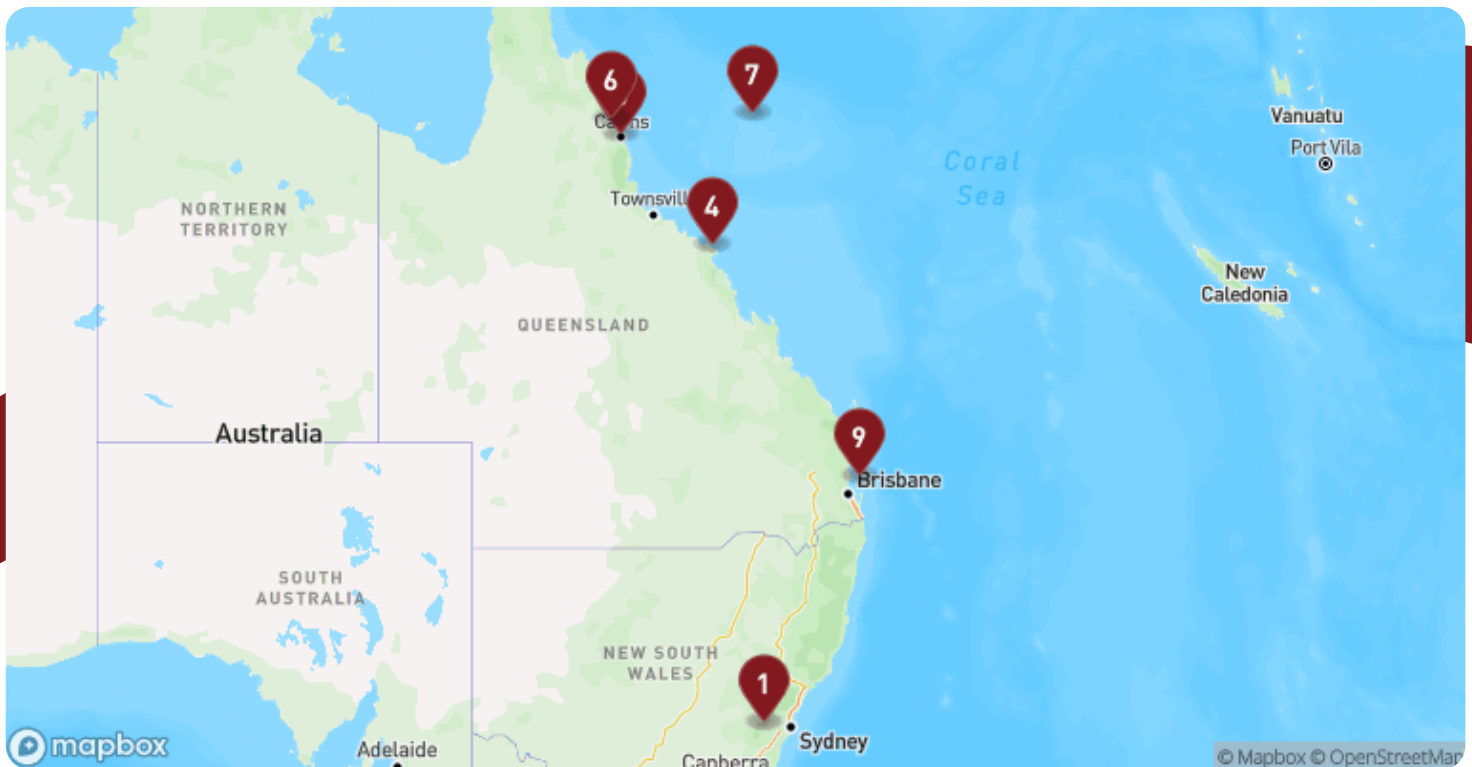 6
7
Cairns
Vanuatu
Port Vila
Coral
Sea
Townsvill
4
NORTHERN
TERRITORY
New
Caledonia
QUEENSLAND
Australia
9
Brisbane
SOUTH
AUSTRALIA
NEW SOUTH
WALES
1
Sydney
mapbox
Adelaide
Canberra
© Mapbox © OpenStreetMap